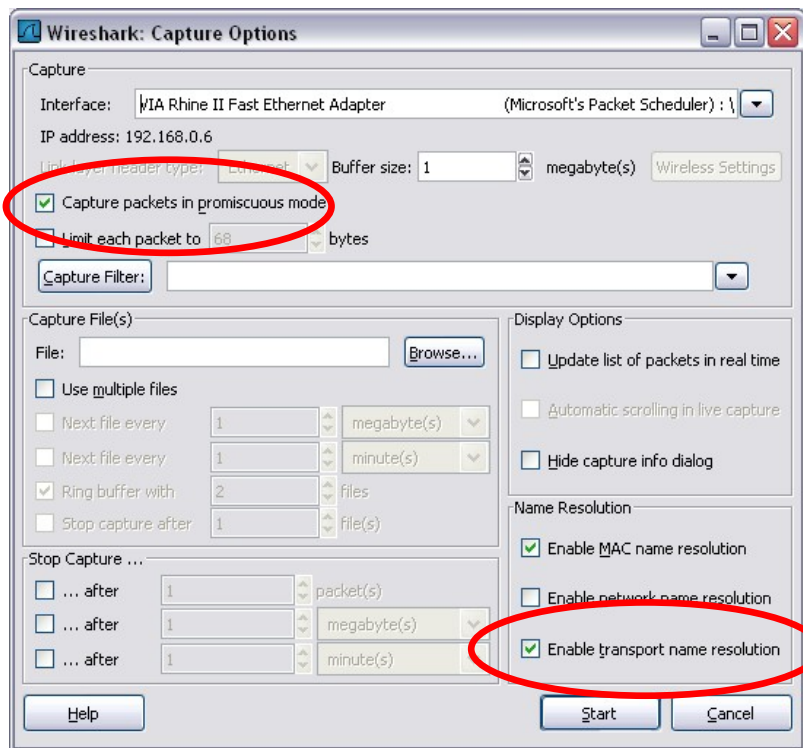 Wireshark: Capture Options
Capture
Interface: VIA Rhine II Fast Ethernet Adapter (Microsoft's Packet Scheduler) : \
IP address: 192.168.0.6
Link-layer header type: Ethernet Buffer size: 1 megabyte(s) Wireless Settings
Capture packets in promiscuous mode
Limit each packet to 68 bytes
Capture Filter:
Capture File(s)
File: Browse...
Use multiple files
Next file every 1 megabyte(s)
Next file every 1 minute(s)
Ring buffer with 2 files
Stop capture after 1 file(s)
Stop Capture ...
... after 1 packet(s)
... after 1 megabyte(s)
... after 1 minute(s)
Display Options
Update list of packets in real time
Automatic scrolling in live capture
Hide capture info dialog
Name Resolution
Enable MAC name resolution
Enable network name resolution
Enable transport name resolution
Help Start Cancel